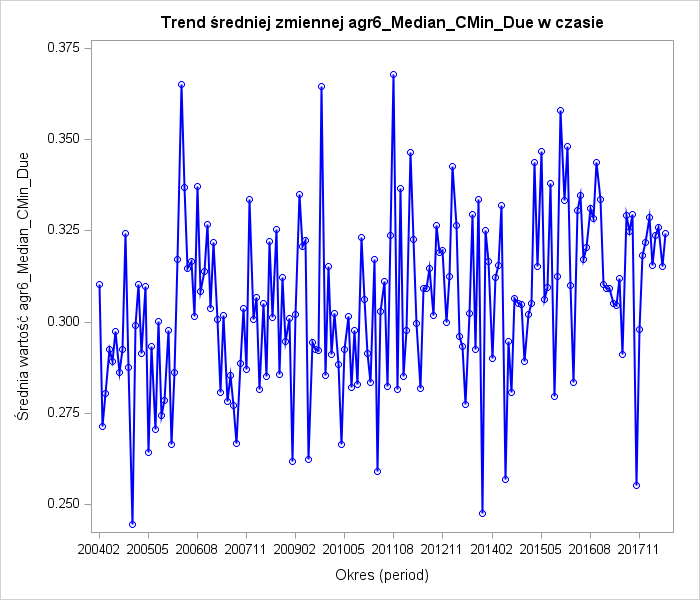 Trend średniej zmiennej agr6_Median_CMin_Due w czasie
Średnia wartość agr6_Median_CMin_Due
0.375
0.350
0.325
0.300
0.275
0.250
200402 200505 200608 200711 200902 201005 201108 201211 201402 201505 201608 201711
Okres (period)